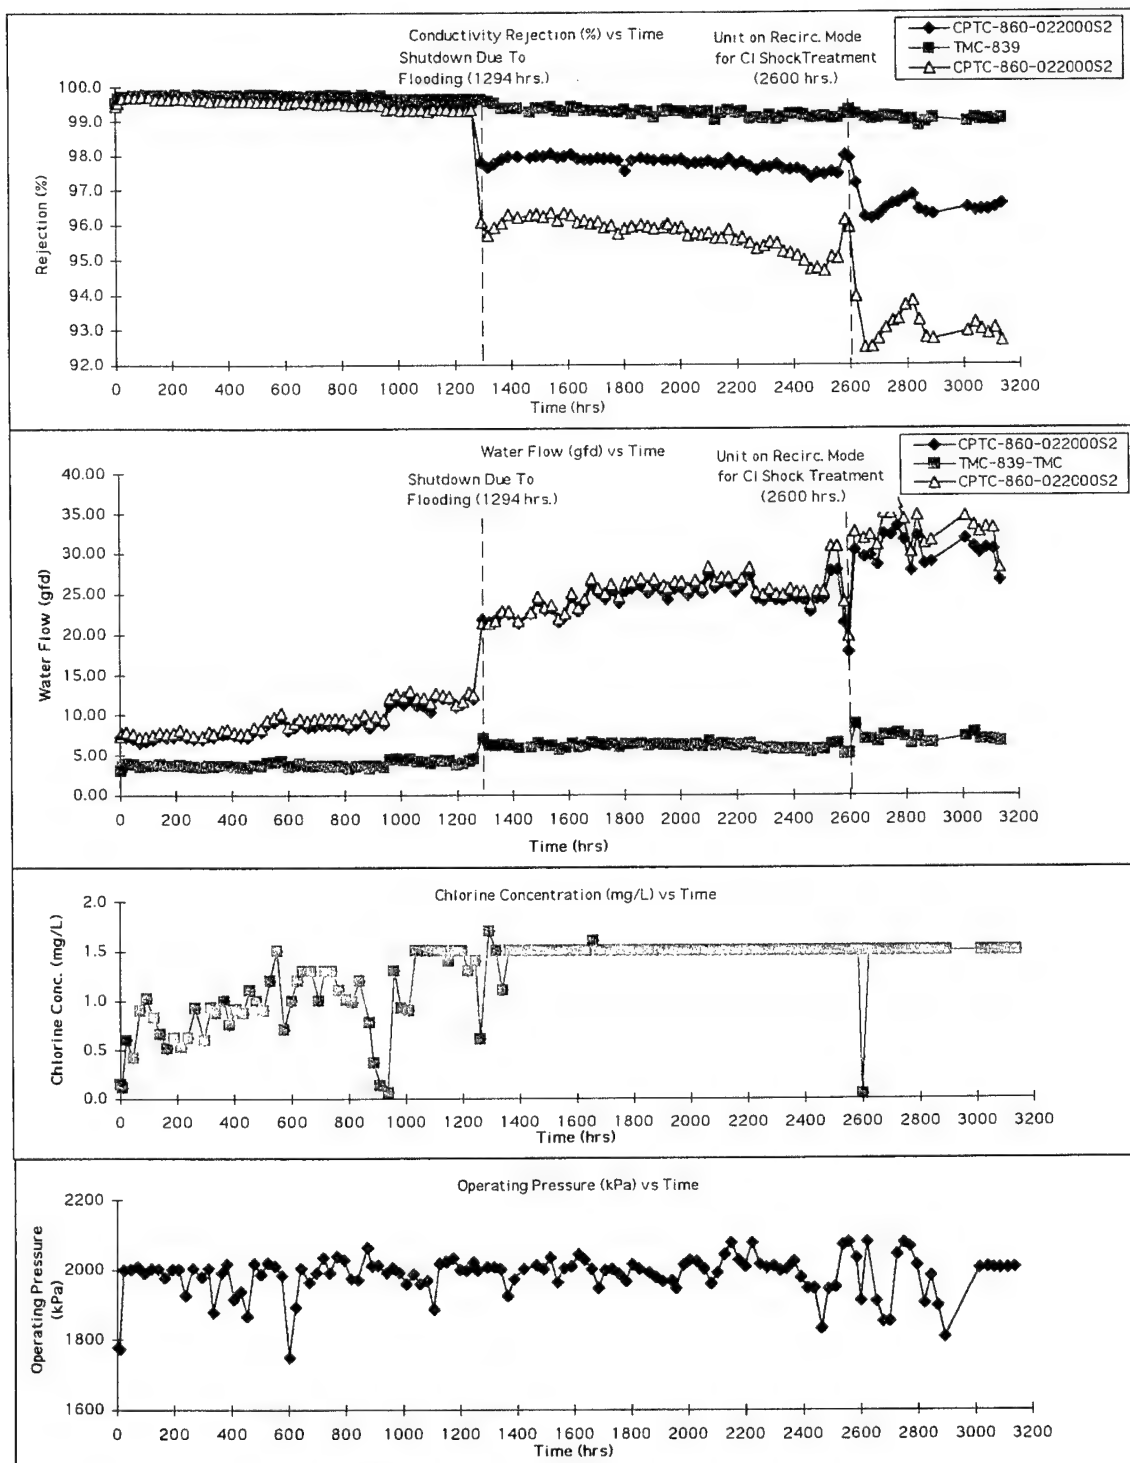 Conductivity Rejection (%) vs Time
Shutdown Due To
Flooding (1294 hrs.)
Unit on Recirc. Mode
for Cl Shock Treatment
(2600 hrs.)
CPTC-860-022000S2
TMC-839
CPTC-860-022000S2
Rejection (%)
100.0
99.0
98.0
97.0
96.0
95.0
94.0
93.0
92.0
0 200 400 600 800 1000 1200 1400 1600 1800 2000 2200 2400 2600 2800 3000 3200
Time (hrs)
Water Flow (gfd) vs Time
Shutdown Due To
Flooding (1294 hrs.)
Unit on Recirc. Mode
for Cl Shock Treatment
(2600 hrs.)
CPTC-860-022000S2
TMC-839-TMC
CPTC-860-022000S2
Water Flow (gfd)
40.00
35.00
30.00
25.00
20.00
15.00
10.00
5.00
0.00
0 200 400 600 800 1000 1200 1400 1600 1800 2000 2200 2400 2600 2800 3000 3200
Time (hrs)
Chlorine Concentration (mg/L) vs Time
Chlorine Conc. (mg/L)
2.0
1.5
1.0
0.5
0.0
0 200 400 600 800 1000 1200 1400 1600 1800 2000 2200 2400 2600 2800 3000 3200
Time (hrs)
Operating Pressure (kPa) vs Time
Operating Pressure
(kPa)
2200
2000
1800
1600
0 200 400 600 800 1000 1200 1400 1600 1800 2000 2200 2400 2600 2800 3000 3200
Time (hrs)